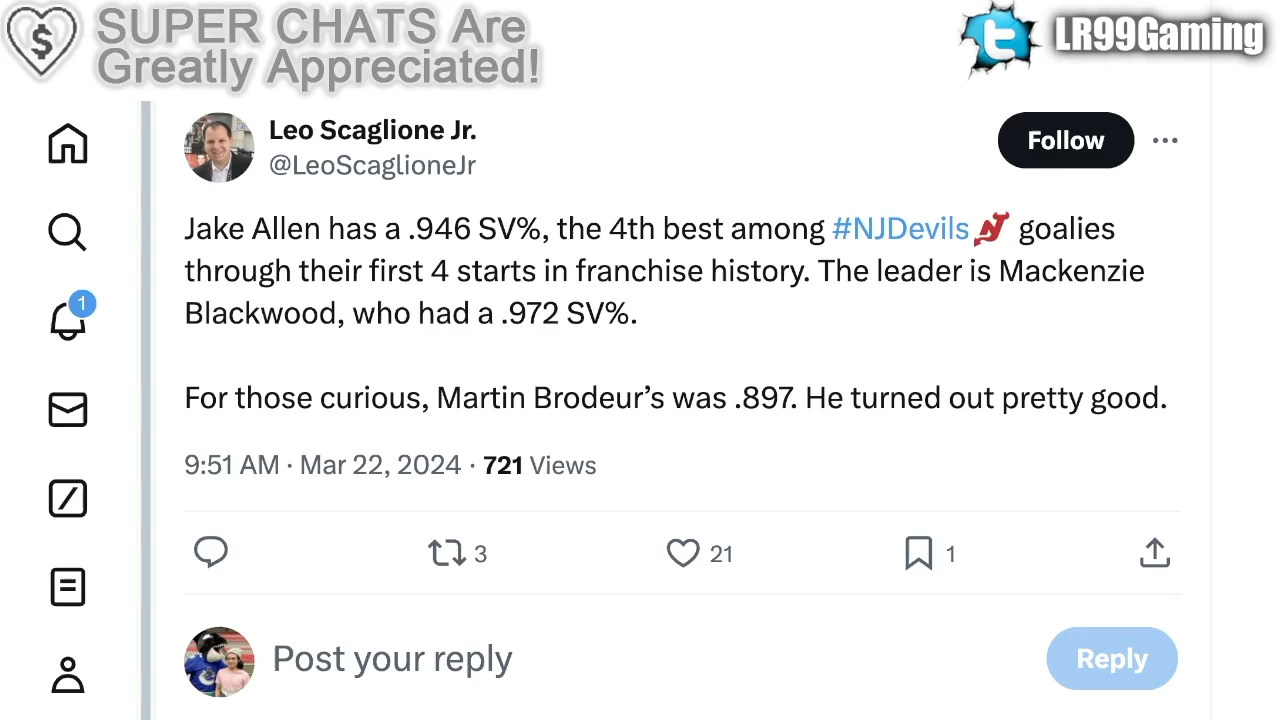 SUPER CHATS Are
Greatly Appreciated!
LR99Gaming
Leo Scaglione Jr.
@LeoScaglioneJr
Follow
Jake Allen has a .946 SV%, the 4th best among #NJDevils goalies
through their first 4 starts in franchise history. The leader is Mackenzie
Blackwood, who had a .972 SV%.
For those curious, Martin Brodeur’s was .897. He turned out pretty good.
9:51 AM · Mar 22, 2024 · 721 Views
1
3
21
1
Post your reply
Reply